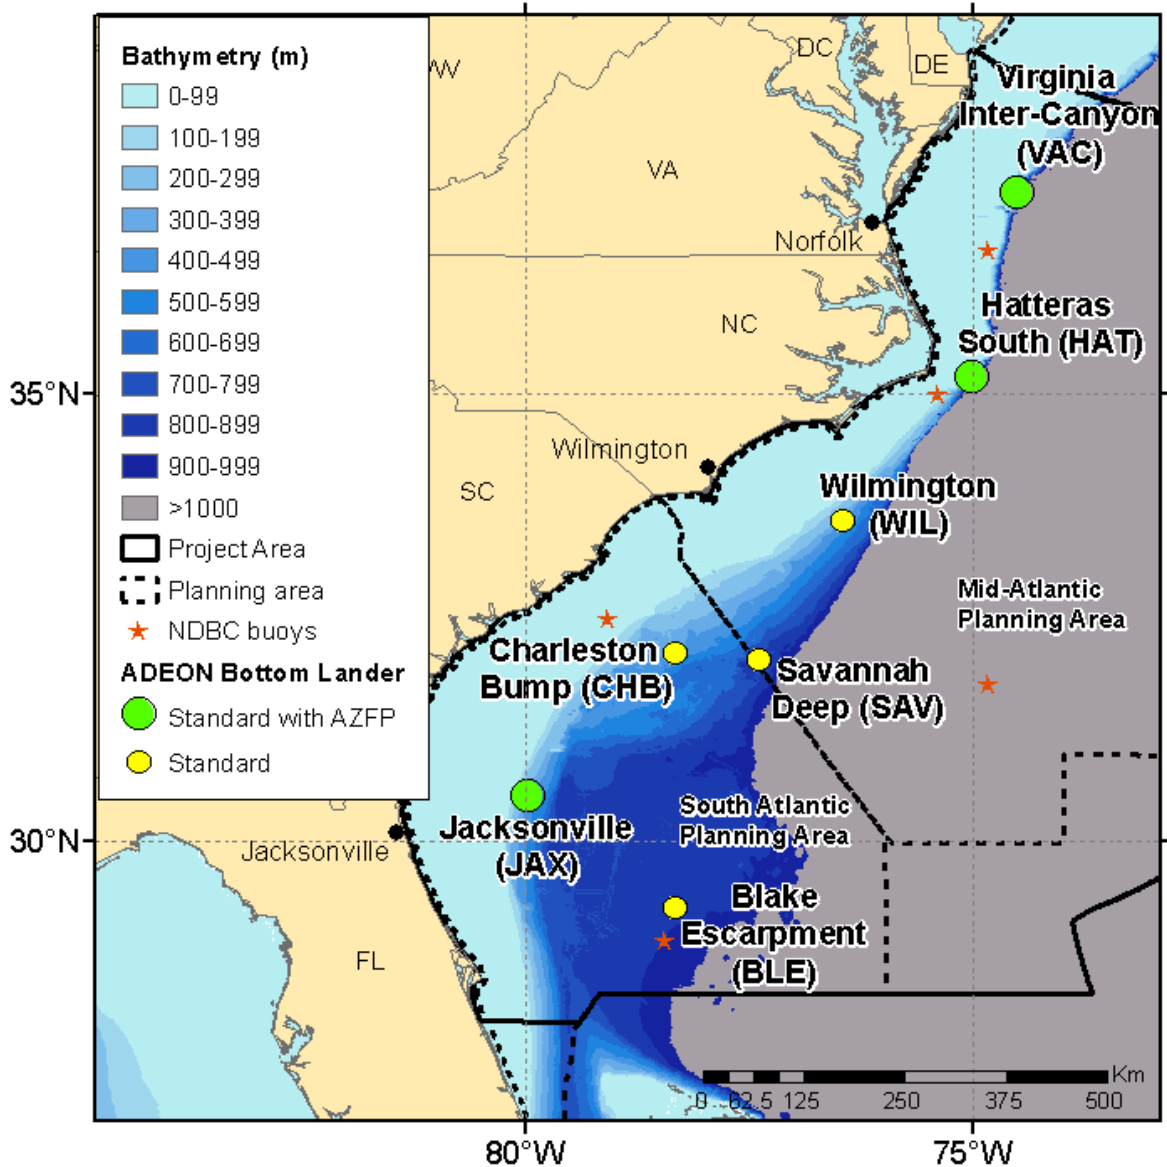 Bathymetry (m)
0-99
100-199
200-299
300-399
400-499
500-599
600-699
700-799
800-899
900-999
>1000
Project Area
Planning area
NDBC buoys
ADEON Bottom Lander
Standard with AZFP
Standard
DC
DE
VA
NC
SC
FL
Norfolk
Wilmington
Jacksonville
Virginia
Inter-Canyon
(VAC)
Hatteras
South (HAT)
Wilmington
(WIL)
Mid-Atlantic
Planning Area
Charleston
Bump (CHB)
Savannah
Deep (SAV)
South Atlantic
Planning Area
Jacksonville
(JAX)
Blake
Escarpment
(BLE)
Km
0 62.5 125 250 375 500
35°N
30°N
80°W
75°W